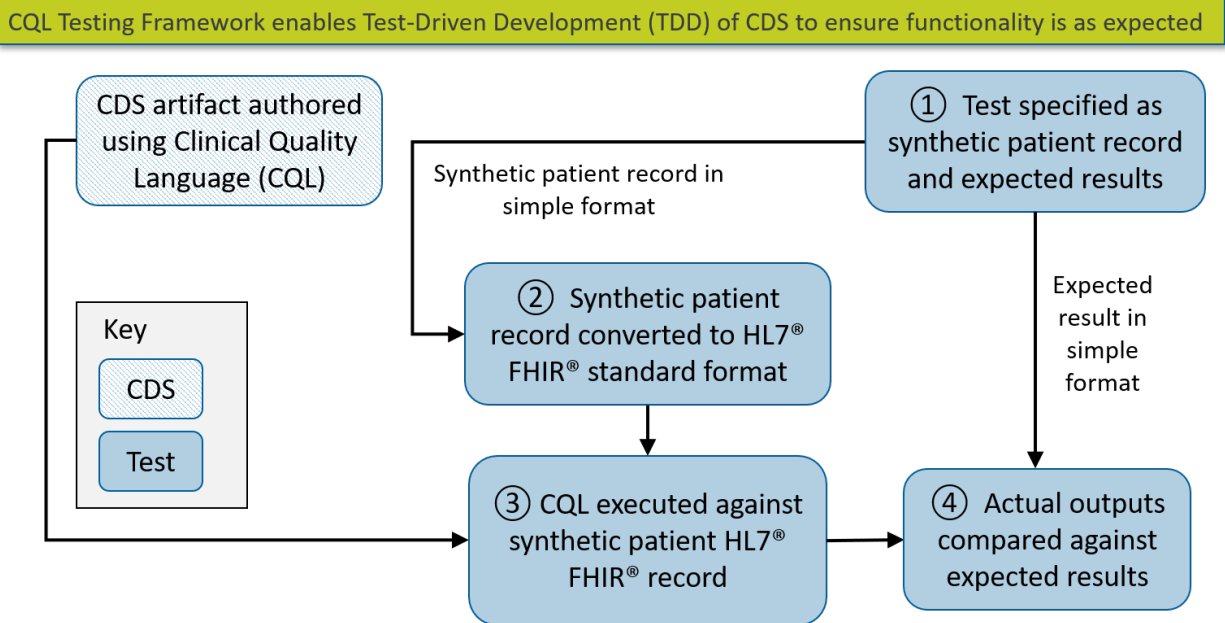 CQL Testing Framework enables Test-Driven Development (TDD) of CDS to ensure functionality is as expected
CDS artifact authored
using Clinical Quality
Language (CQL)
① Test specified as
synthetic patient record
and expected results
Synthetic patient record in
simple format
② Synthetic patient
record converted to HL7®
FHIR® standard format
Expected
result in
simple
format
Key
CDS
Test
③ CQL executed against
synthetic patient HL7®
FHIR® record
④ Actual outputs
compared against
expected results